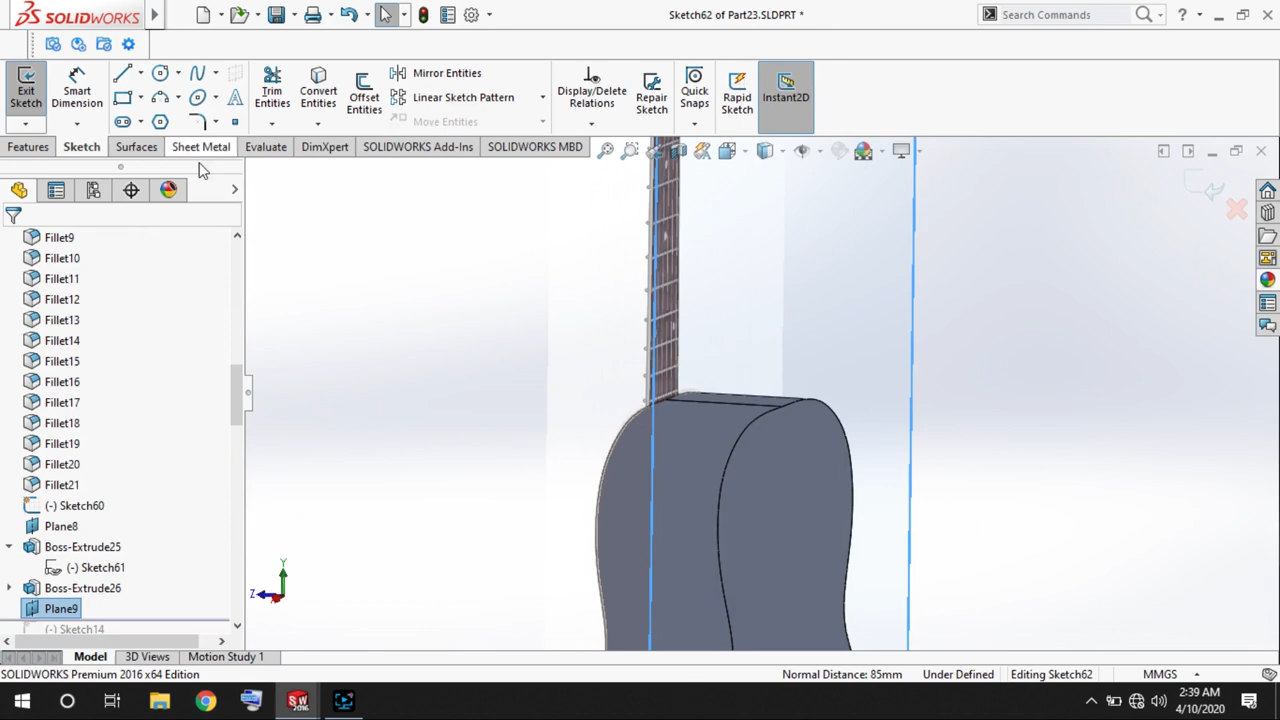 SOLIDWORKS
Sketch62 of Part23.SLDPRT *
Search Commands
?
Exit Sketch
Smart Dimension
Trim Entities
Convert Entities
Offset Entities
Mirror Entities
Linear Sketch Pattern
Move Entities
Display/Delete Relations
Repair Sketch
Quick Snaps
Rapid Sketch
Instant2D
Features
Sketch
Surfaces
Sheet Metal
Evaluate
DimXpert
SOLIDWORKS Add-Ins
SOLIDWORKS MBD
Fillet9
Fillet10
Fillet11
Fillet12
Fillet13
Fillet14
Fillet15
Fillet16
Fillet17
Fillet18
Fillet19
Fillet20
Fillet21
(-) Sketch60
Plane8
Boss-Extrude25
(-) Sketch61
Boss-Extrude26
Plane9
(-) Sketch14
Y
Z
Model
3D Views
Motion Study 1
SOLIDWORKS Premium 2016 x64 Edition
Normal Distance: 85mm
Under Defined
Editing Sketch62
MMGS
SW
2016
2:39 AM
4/10/2020